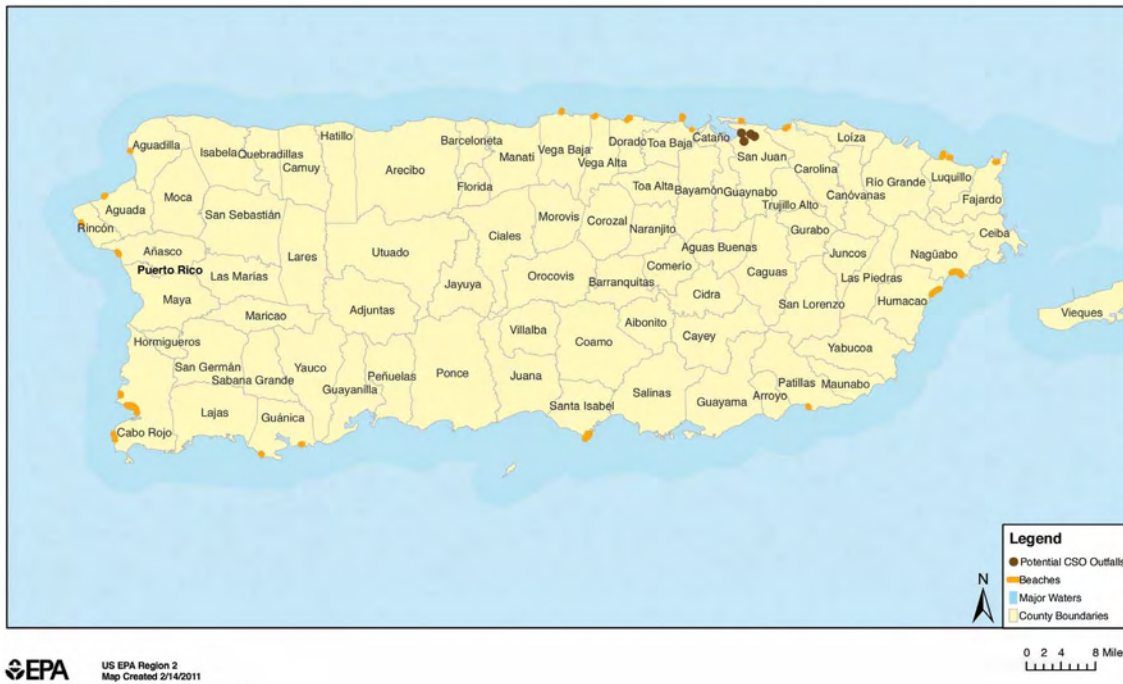 Hatillo
Aguadilla
Isabela
Quebradillas
Camuy
Arecibo
Barceloneta
Manati
Florida
Vega Baja
Vega Alta
Dorado
Toa Baja
Cataño
San Juan
Loíza
Carolina
Luquillo
Fajardo
Ceiba
Río Grande
Canóvanas
Moca
Aguada
Rincón
San Sebastián
Toa Alta
Bayamón
Guaynabo
Trujillo Alto
Morovis
Corozal
Naranjito
Ciales
Gurabo
Añasco
Utuado
Lares
Aguas Buenas
Juncos
Nagüabo
Puerto Rico
Las Marias
Orocovis
Comerío
Barranquitas
Caguas
Las Piedras
Jayuya
Cidra
San Lorenzo
Humacao
Maya
Maricao
Adjuntas
Vieques
Aibonito
Villalba
Coamo
Cayey
Hormigueros
Yabucoa
San Germán
Sabana Grande
Yauco
Guayanilla
Peñuelas
Ponce
Juana
Patillas
Maunabo
Salinas
Arroyo
Guayama
Santa Isabel
Lajas
Guánica
Cabo Rojo
N
Legend
Potential CSO Outfalls
Beaches
Major Waters
County Boundaries
EPA
US EPA Region 2
Map Created 2/14/2011
0 2 4 8 Mile